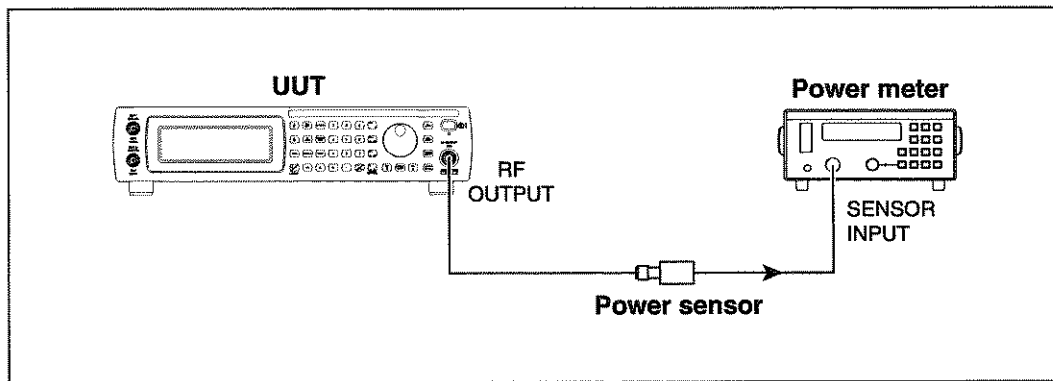 UUT
Power meter
RF
OUTPUT
SENSOR
INPUT
Power sensor